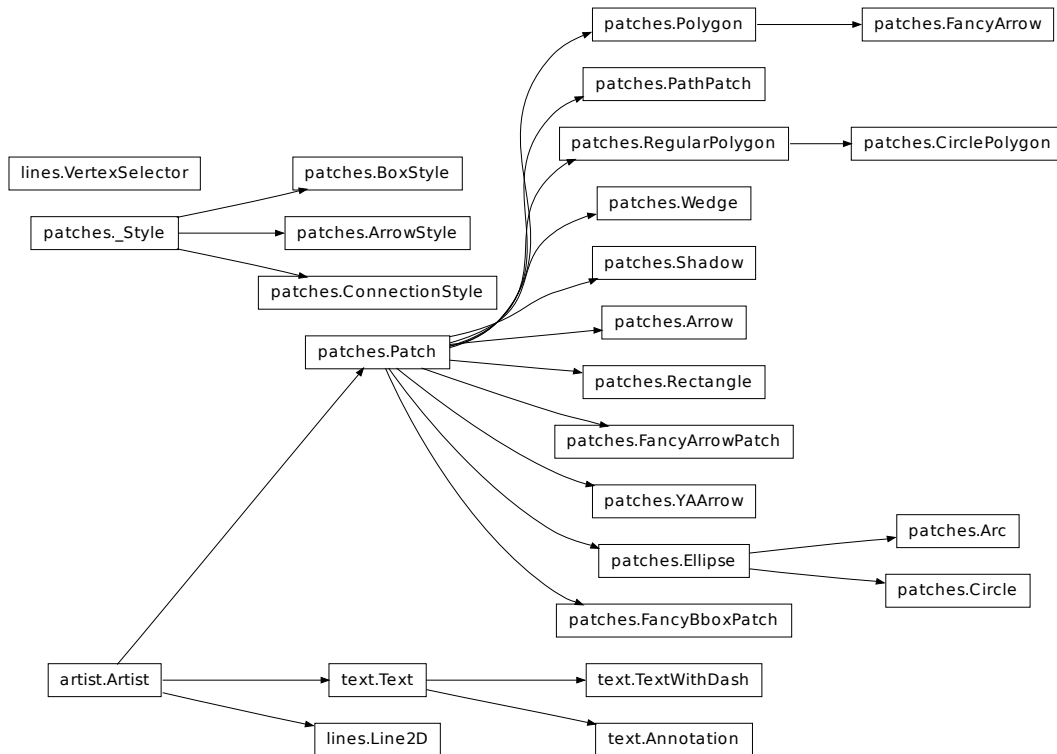 patches.Polygon
patches.FancyArrow
patches.PathPatch
patches.RegularPolygon
patches.CirclePolygon
lines.VertexSelector
patches.BoxStyle
patches.Wedge
patches._Style
patches.ArrowStyle
patches.Shadow
patches.ConnectionStyle
patches.Arrow
patches.Patch
patches.Rectangle
patches.FancyArrowPatch
patches.YAArrow
patches.Arc
patches.Ellipse
patches.Circle
patches.FancyBboxPatch
artist.Artist
text.Text
text.TextWithDash
lines.Line2D
text.Annotation